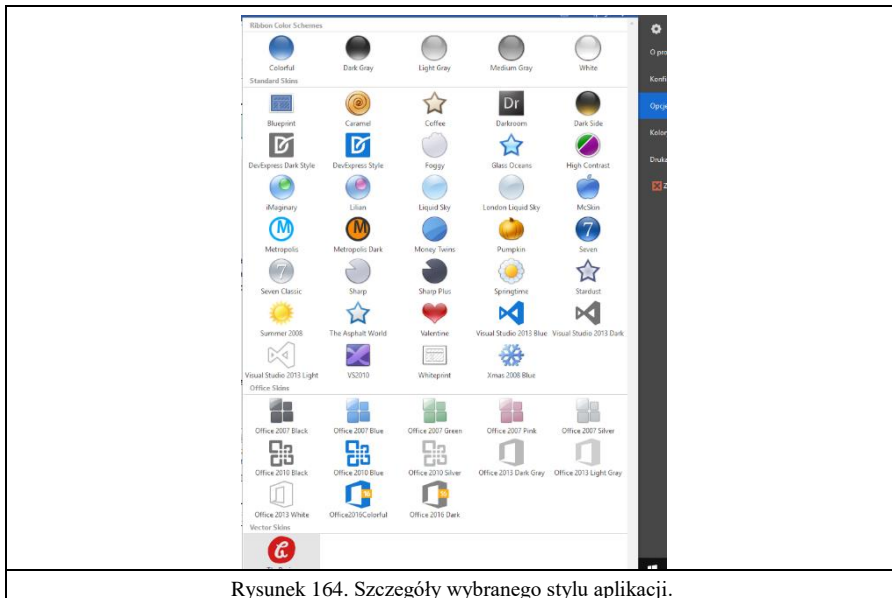 Ribbon Color Schemes
Colorful Dark Gray Light Gray Medium Gray White
Standard Skins
Blueprint Caramel Coffee Darkroom Dark Side
DevExpress Dark Style DevExpress Style Foggy Glass Oceans High Contrast
iMaginary Lilian Liquid Sky London Liquid Sky McSkin
Metropolis Metropolis Dark Money Twins Pumpkin Seven
Seven Classic Sharp Sharp Plus Springtime Stardust
Summer 2008 The Asphalt World Valentine Visual Studio 2013 Blue Visual Studio 2013 Dark
Visual Studio 2013 Light VS2010 Whiteprint Xmas 2008 Blue
Office Skins
Office 2007 Black Office 2007 Blue Office 2007 Green Office 2007 Pink Office 2007 Silver
Office 2010 Black Office 2010 Blue Office 2010 Silver Office 2013 Dark Gray Office 2013 Light Gray
Office 2013 White Office2016Colorful Office 2016 Dark
Vector Skins
O pro
Konfi
Opcje
Kolor
Druka
Z
Rysunek 164. Szczegóły wybranego stylu aplikacji.